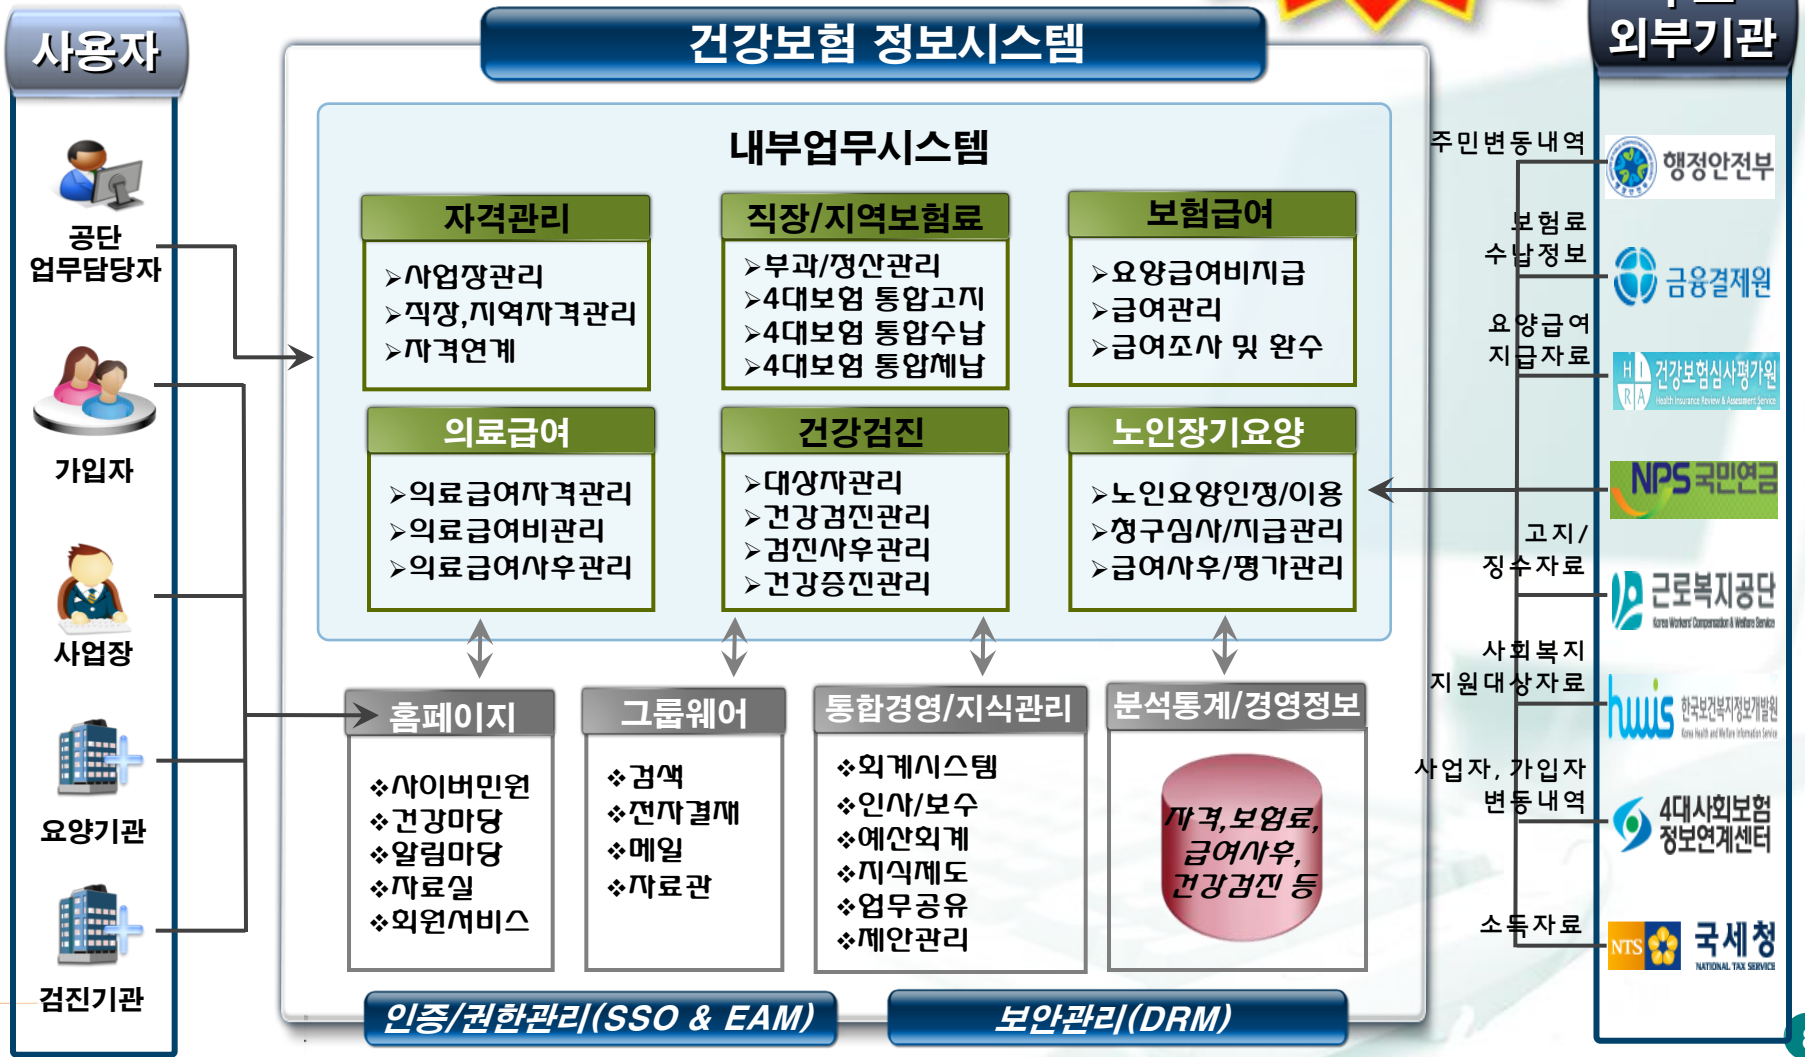 사용자
공단
업무담당자
가입자
사업장
요양기관
검진기관
건강보험 정보시스템
내부업무시스템
자격관리
➢사업장관리
➢직장,지역자격관리
➢자격연계
직장/지역보험료
➢부과/정산관리
➢4대보험 통합고지
➢4대보험 통합수납
➢4대보험 통합체납
보험급여
➢요양급여비지급
➢급여관리
➢급여조사 및 환수
의료급여
➢의료급여자격관리
➢의료급여비관리
➢의료급여사후관리
건강검진
➢대상자관리
➢건강검진관리
➢검진사후관리
➢건강증진관리
노인장기요양
➢노인요양인정/이용
➢청구심사/지급관리
➢급여사후/평가관리
홈페이지
❖사이버민원
❖건강마당
❖알림마당
❖자료실
❖회원서비스
그룹웨어
❖검색
❖전자결재
❖메일
❖자료관
통합경영/지식관리
❖회계시스템
❖인사/보수
❖예산회계
❖지식제도
❖업무공유
❖제안관리
분석통계/경영정보
자격,보험료,
급여사후,
건강검진 등
인증/권한관리(SSO & EAM)
보안관리(DRM)
외부기관
주민변동내역
행정안전부
보험료
수납정보
금융결제원
요양급여
지급자료
HIRA 건강보험심사평가원
Health Insurance Review & Assessment Service
NPS 국민연금
고지/
징수자료
근로복지공단
Korea Workers' Compensation & Welfare Service
사회복지
지원대상자료
hwis 한국보건복지정보개발원
Korea Health and Welfare Information Service
사업자, 가입자
변동내역
4대사회보험
정보연계센터
소득자료
NTS 국세청
NATIONAL TAX SERVICE